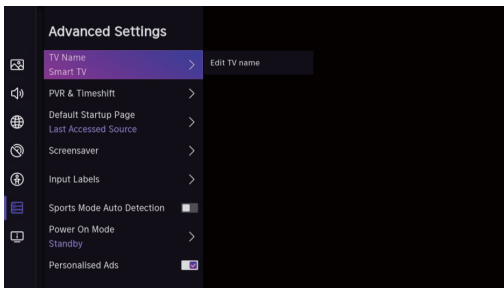 Advanced Settings
TV Name
Smart TV
Edit TV name
PVR & Timeshift
Default Startup Page
Last Accessed Source
Screensaver
Input Labels
Sports Mode Auto Detection
Power On Mode
Standby
Personalised Ads